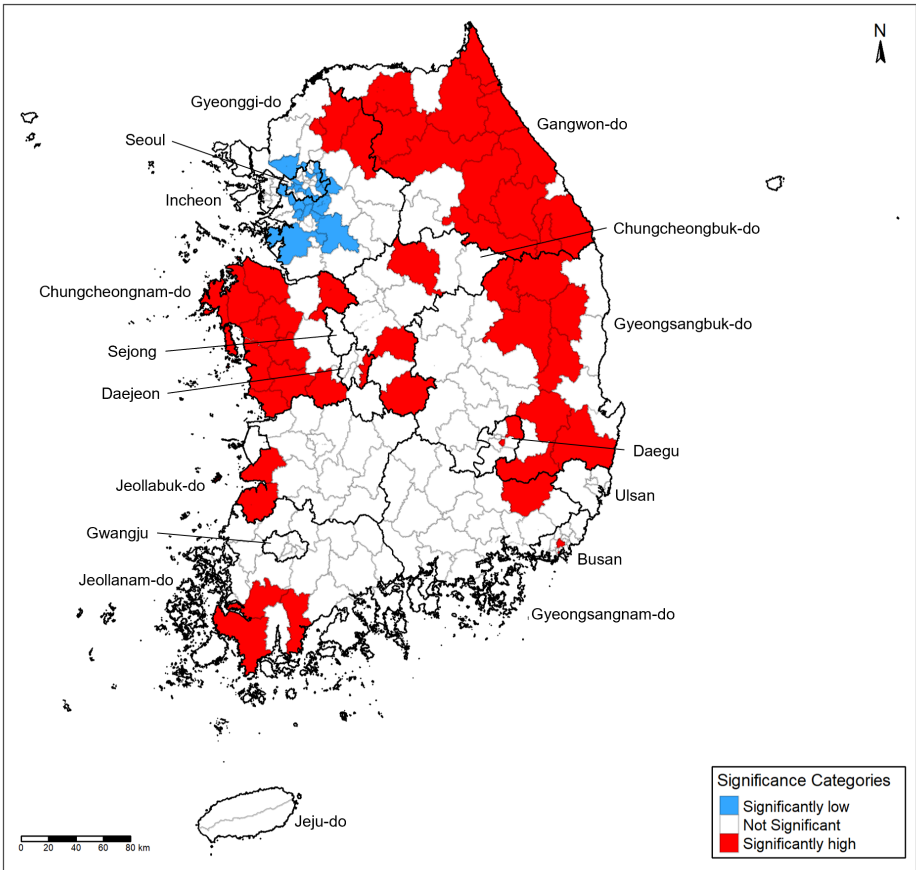 N
Gyeonggi-do
Gangwon-do
Seoul
Incheon
Chungcheongbuk-do
Chungcheongnam-do
Gyeongsangbuk-do
Sejong
Daejeon
Daegu
Jeollabuk-do
Ulsan
Gwangju
Busan
Jeollanam-do
Gyeongsangnam-do
Significance Categories
Significantly low
Not Significant
Significantly high
Jeju-do
0 20 40 60 80 km